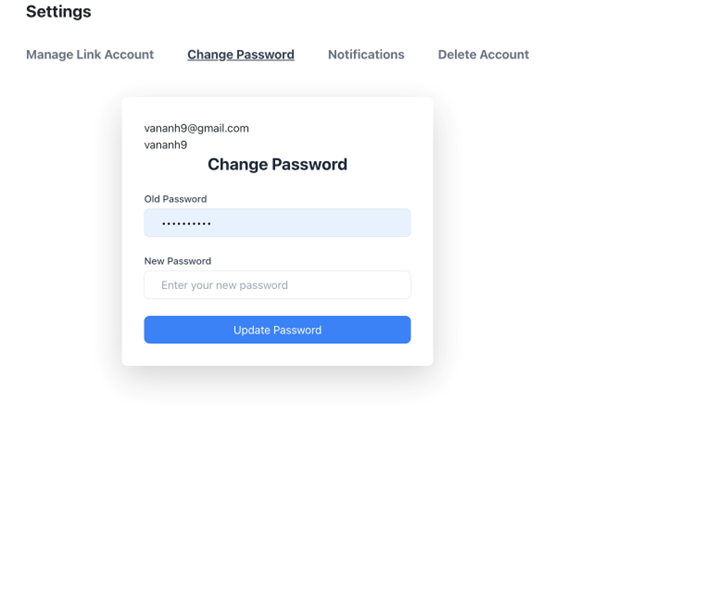 Settings
Manage Link Account Change Password Notifications Delete Account
vananh9@gmail.com
vananh9
Change Password
Old Password
••••••••••
New Password
Enter your new password
Update Password